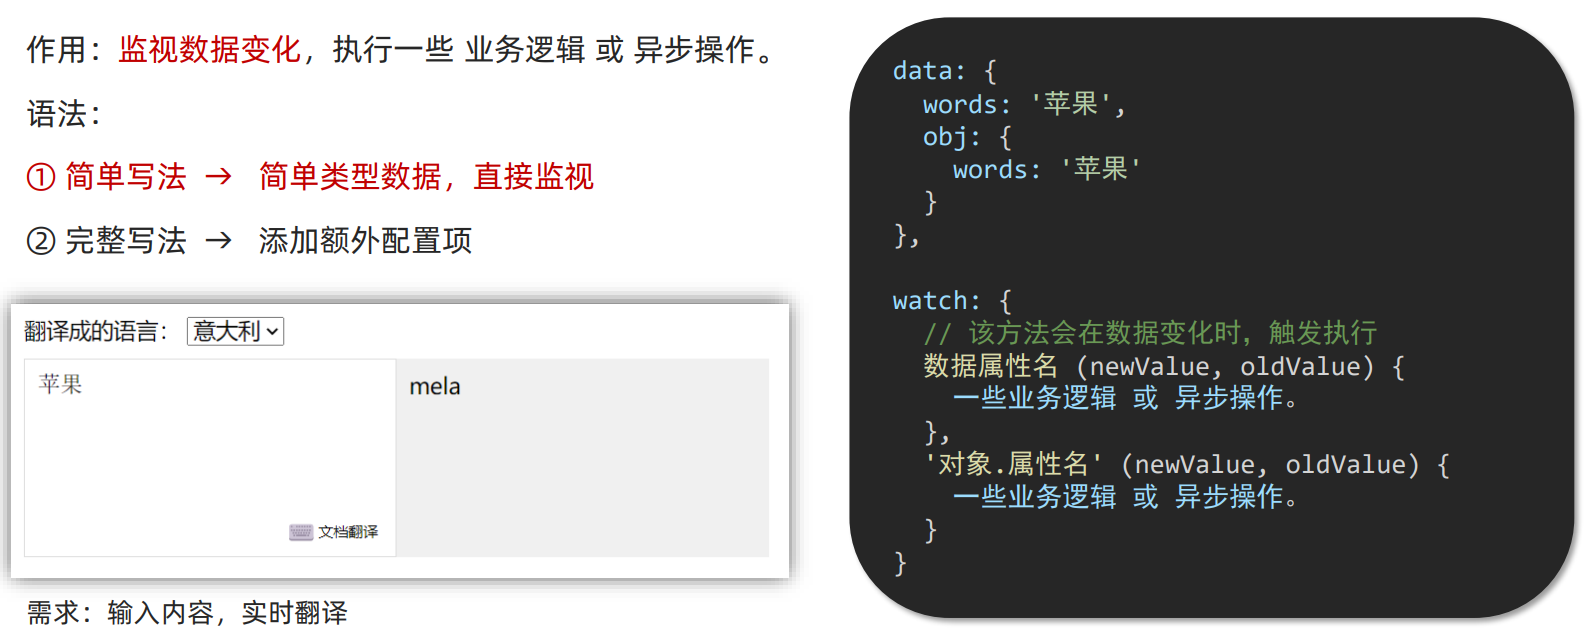 作用：监视数据变化，执行一些 业务逻辑 或 异步操作。
语法：
① 简单写法 → 简单类型数据，直接监视
② 完整写法 → 添加额外配置项
翻译成的语言： 意大利
苹果
mela
文档翻译
需求：输入内容，实时翻译
data: {
  words: '苹果',
  obj: {
    words: '苹果'
  }
},
watch: {
  // 该方法会在数据变化时，触发执行
  数据属性名 (newValue, oldValue) {
    一些业务逻辑 或 异步操作。
  },
  '对象.属性名' (newValue, oldValue) {
    一些业务逻辑 或 异步操作。
  }
}